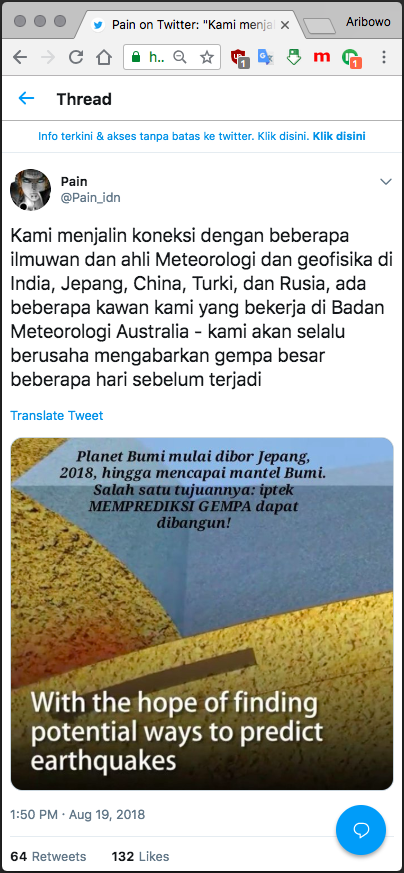 Pain on Twitter: "Kami menja
Aribowo
h..
1
1
Thread
Info terkini & akses tanpa batas ke twitter. Klik disini. Klik disini
Pain
@Pain_idn
Kami menjalin koneksi dengan beberapa
ilmuwan dan ahli Meteorologi dan geofisika di
India, Jepang, China, Turki, dan Rusia, ada
beberapa kawan kami yang bekerja di Badan
Meteorologi Australia - kami akan selalu
berusaha mengabarkan gempa besar
beberapa hari sebelum terjadi
Translate Tweet
Planet Bumi mulai dibor Jepang,
2018, hingga mencapai mantel Bumi.
Salah satu tujuannya: iptek
MEMPREDIKSI GEMPA dapat
dibangun!
With the hope of finding
potential ways to predict
earthquakes
1:50 PM · Aug 19, 2018
64 Retweets 132 Likes